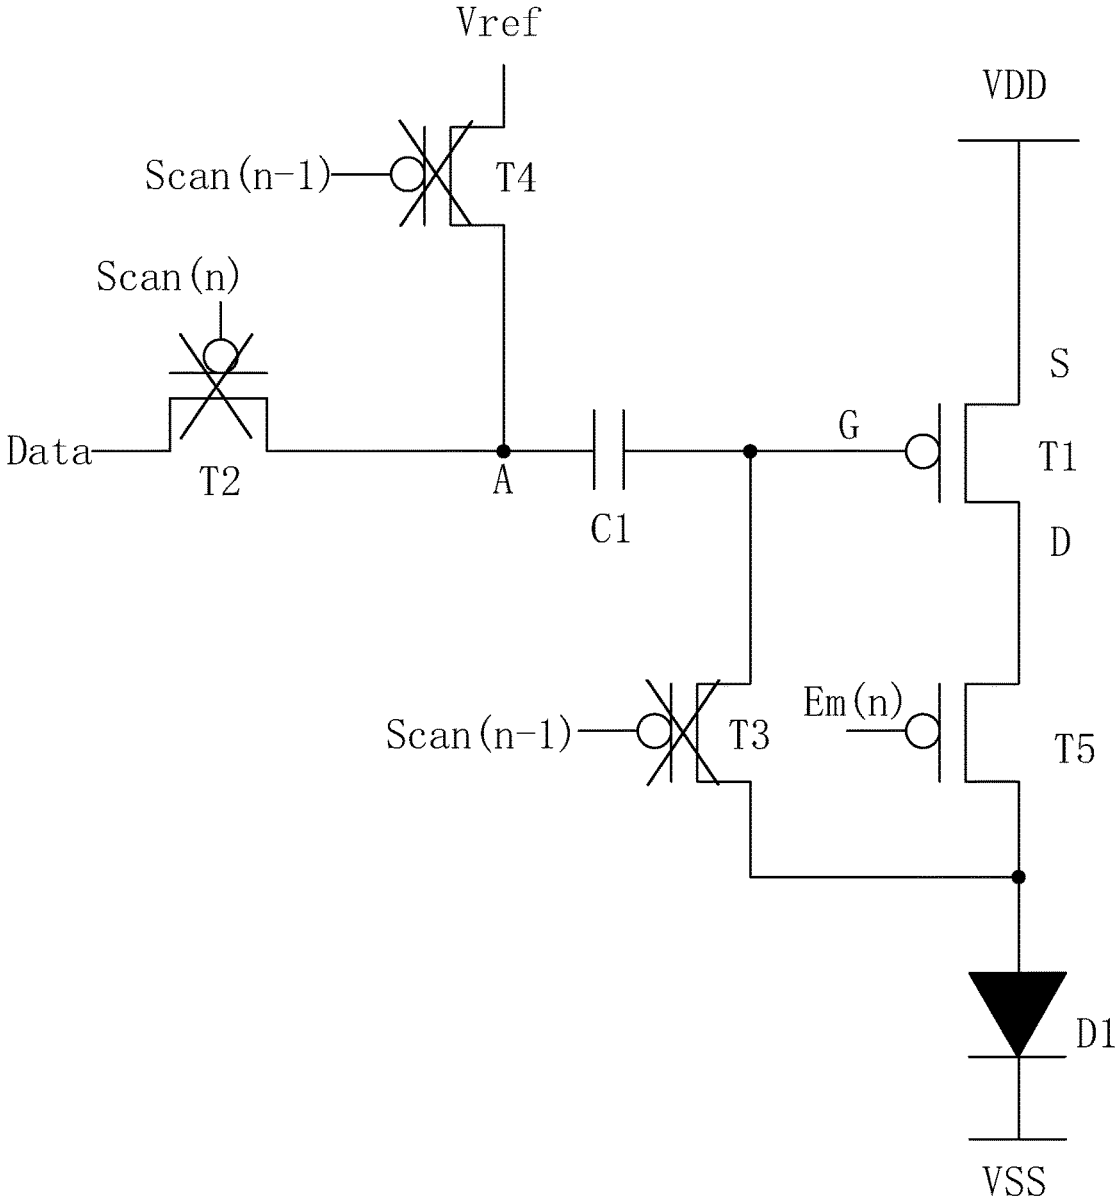 Vref
VDD
Scan(n-1)
T4
Scan(n)
S
G
Data
T1
T2
A
C1
D
Em(n)
Scan(n-1)
T3
T5
D1
VSS